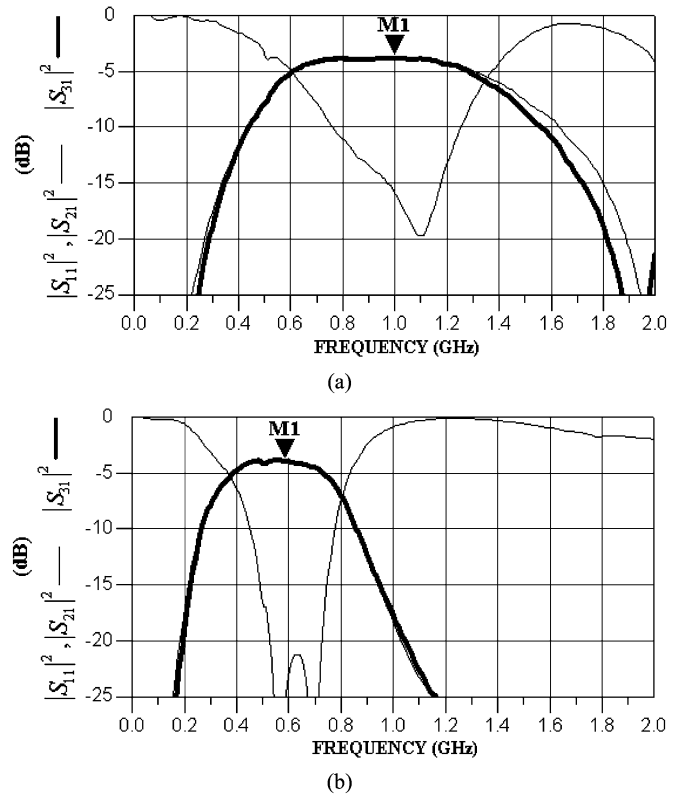 M1
|S31|²
|S11|², |S21|²
(dB)
0
-5
-10
-15
-20
-25
0.0 0.2 0.4 0.6 0.8 1.0 1.2 1.4 1.6 1.8 2.0
FREQUENCY (GHz)
(a)
M1
|S31|²
|S11|², |S21|²
(dB)
0
-5
-10
-15
-20
-25
0.0 0.2 0.4 0.6 0.8 1.0 1.2 1.4 1.6 1.8 2.0
FREQUENCY (GHz)
(b)